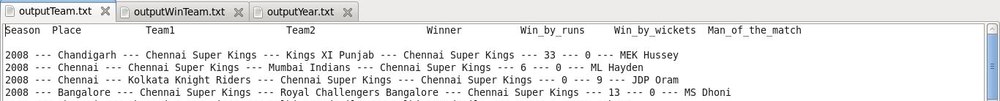 outputTeam.txt outputWinTeam.txt outputYear.txt
Season Place Team1 Team2 Winner Win_by_runs Win_by_wickets Man_of_the_match
2008 --- Chandigarh --- Chennai Super Kings --- Kings XI Punjab --- Chennai Super Kings --- 33 --- 0 --- MEK Hussey
2008 --- Chennai --- Chennai Super Kings --- Mumbai Indians --- Chennai Super Kings --- 6 --- 0 --- ML Hayden
2008 --- Chennai --- Kolkata Knight Riders --- Chennai Super Kings --- Chennai Super Kings --- 0 --- 9 --- JDP Oram
2008 --- Bangalore --- Chennai Super Kings --- Royal Challengers Bangalore --- Chennai Super Kings --- 13 --- 0 --- MS Dhoni